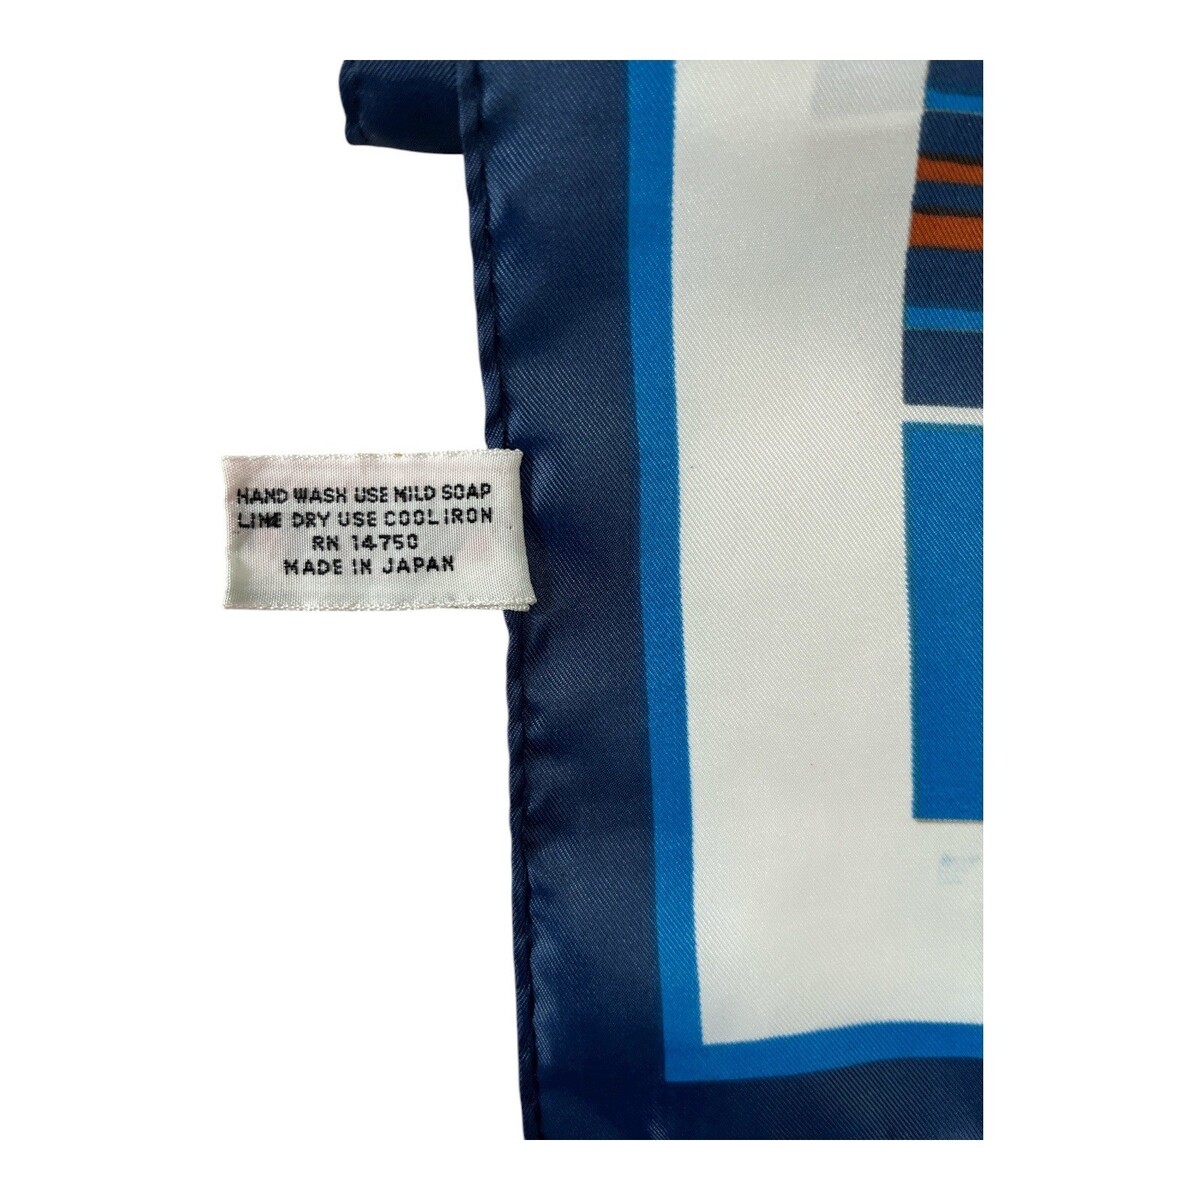 HAND WASH USE MILD SOAP
LINE DRY USE COOL IRON
RN 14750
MADE IN JAPAN